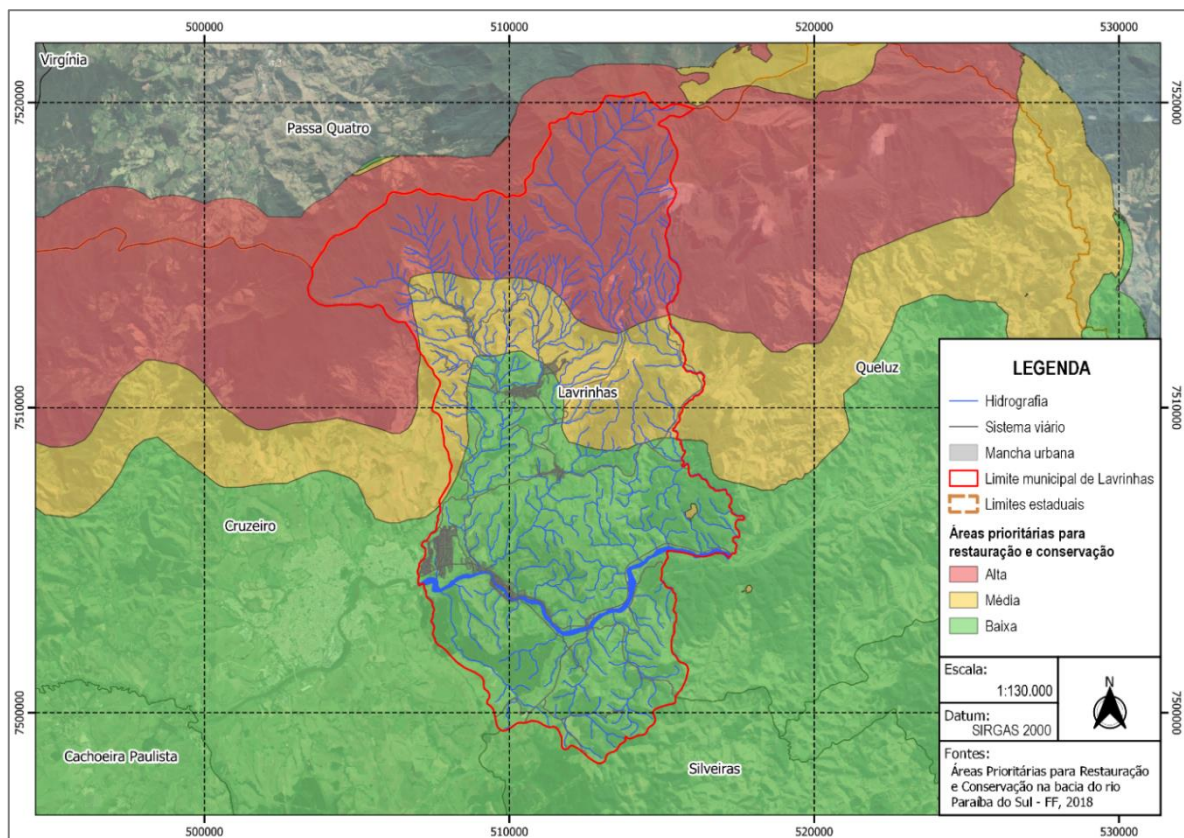 500000
510000
520000
530000
Virgínia
7520000
7520000
Passa Quatro
Queluz
Lavrinhas
7510000
7510000
Cruzeiro
7500000
7500000
Cachoeira Paulista
Silveiras
LEGENDA
Hidrografia
Sistema viário
Mancha urbana
Limite municipal de Lavrinhas
Limites estaduais
Áreas prioritárias para
restauração e conservação
Alta
Média
Baixa
Escala:
1:130.000
N
Datum:
SIRGAS 2000
Fontes:
Áreas Prioritárias para Restauração
e Conservação na bacia do rio
Paraíba do Sul - FF, 2018
500000
510000
520000
530000